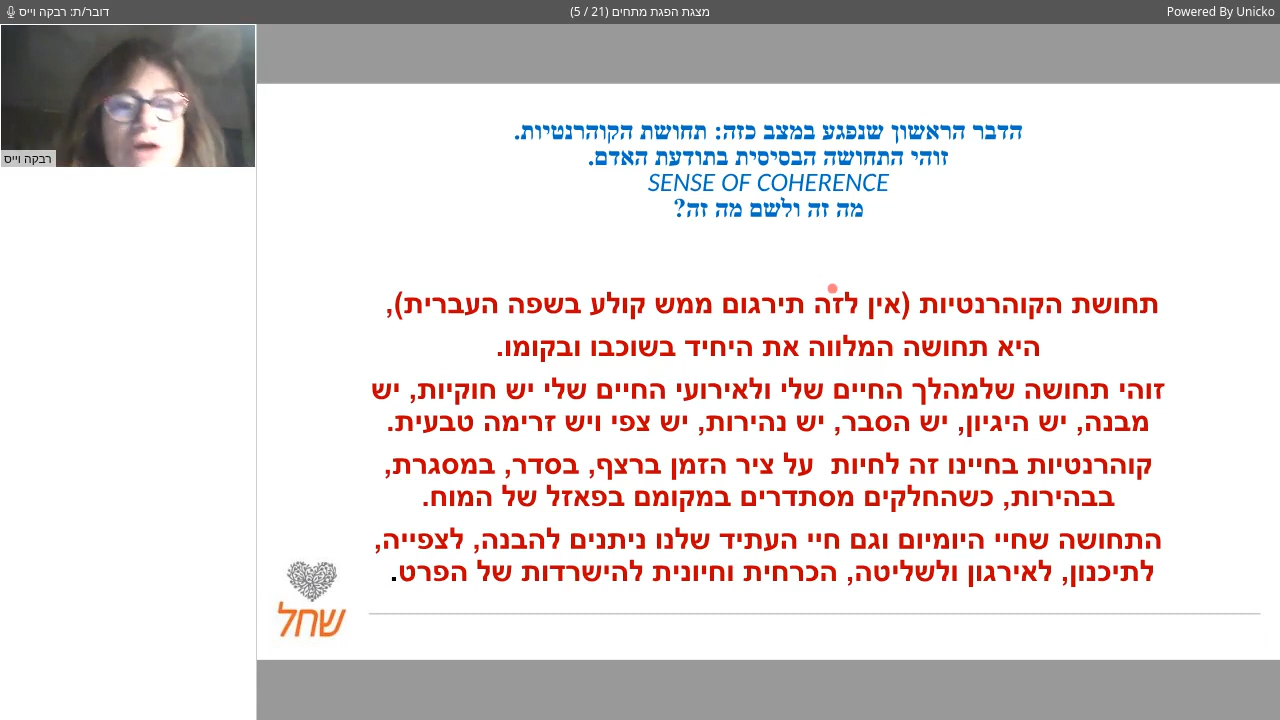 דובר/ת: רבקה וייס
מצגת הפגת מתחים (21 / 5)
Powered By Unicko
רבקה וייס
הדבר הראשון שנפגע במצב כזה: תחושת הקוהרנטיות.
זוהי התחושה הבסיסית בתודעת האדם.
SENSE OF COHERENCE
מה זה ולשם מה זה?
תחושת הקוהרנטיות (אין לזה תירגום ממש קולע בשפה העברית),
היא תחושה המלווה את היחיד בשוכבו ובקומו.
זוהי תחושה שלמהלך החיים שלי ולאירועי החיים שלי יש חוקיות, יש
מבנה, יש היגיון, יש הסבר, יש נהירות, יש צפי ויש זרימה טבעית.
קוהרנטיות בחיינו זה לחיות על ציר הזמן ברצף, בסדר, במסגרת,
בבהירות, כשהחלקים מסתדרים במקומם בפאזל של המוח.
התחושה שחיי היומיום וגם חיי העתיד שלנו ניתנים להבנה, לצפייה,
לתיכנון, לאירגון ולשליטה, הכרחית וחיונית להישרדות של הפרט.
שחל